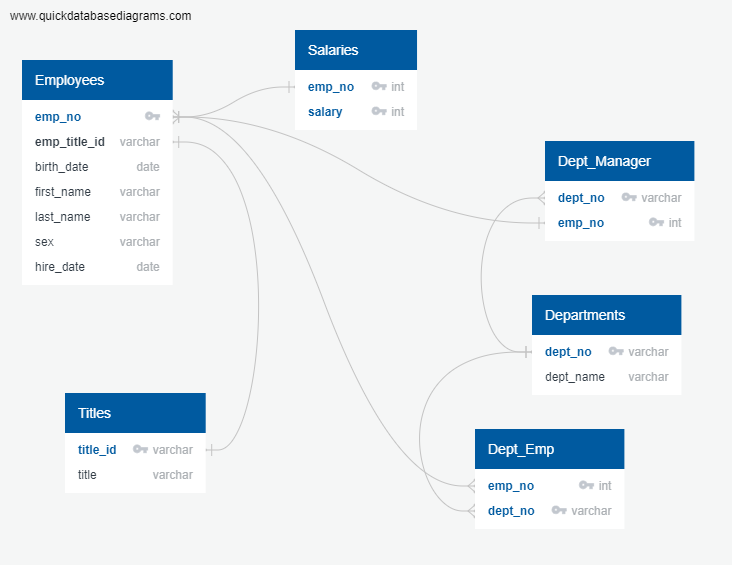 www.quickdatabasediagrams.com
Employees
emp_no
emp_title_id varchar
birth_date date
first_name varchar
last_name varchar
sex varchar
hire_date date
Salaries
emp_no int
salary int
Dept_Manager
dept_no varchar
emp_no int
Departments
dept_no varchar
dept_name varchar
Titles
title_id varchar
title varchar
Dept_Emp
emp_no int
dept_no varchar